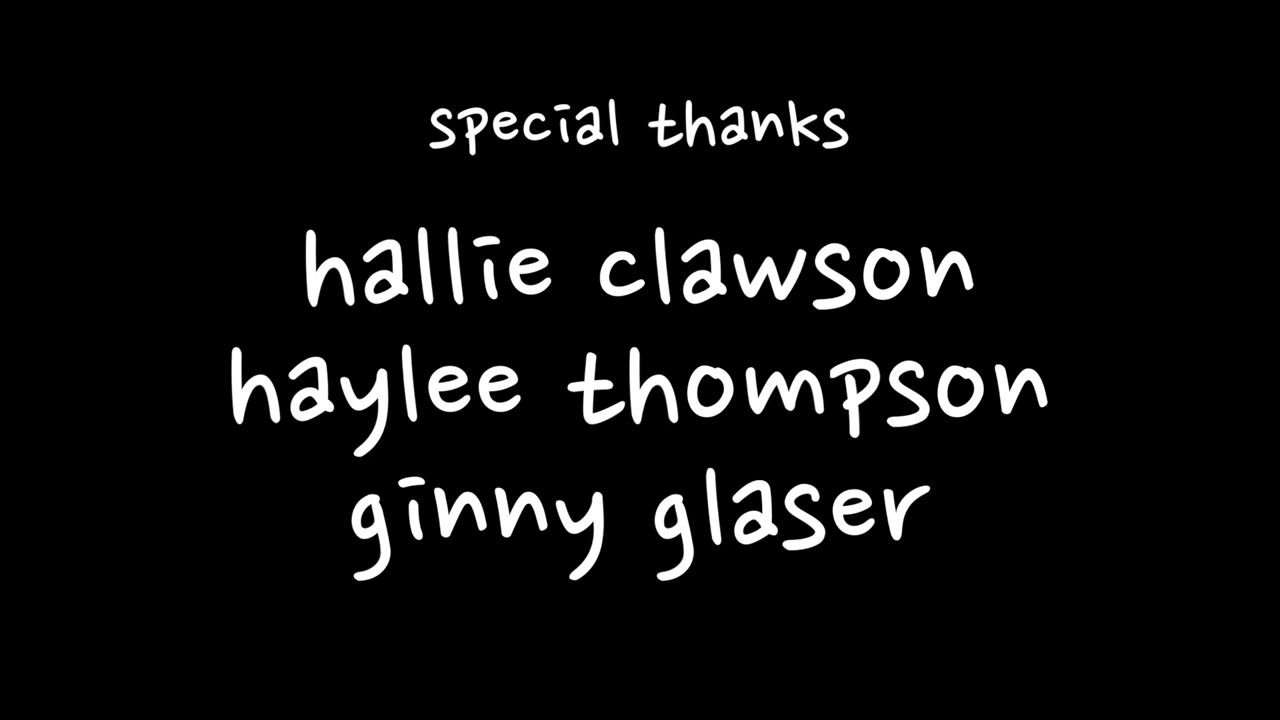 special thanks
hallie clawson
haylee thompson
ginny glaser